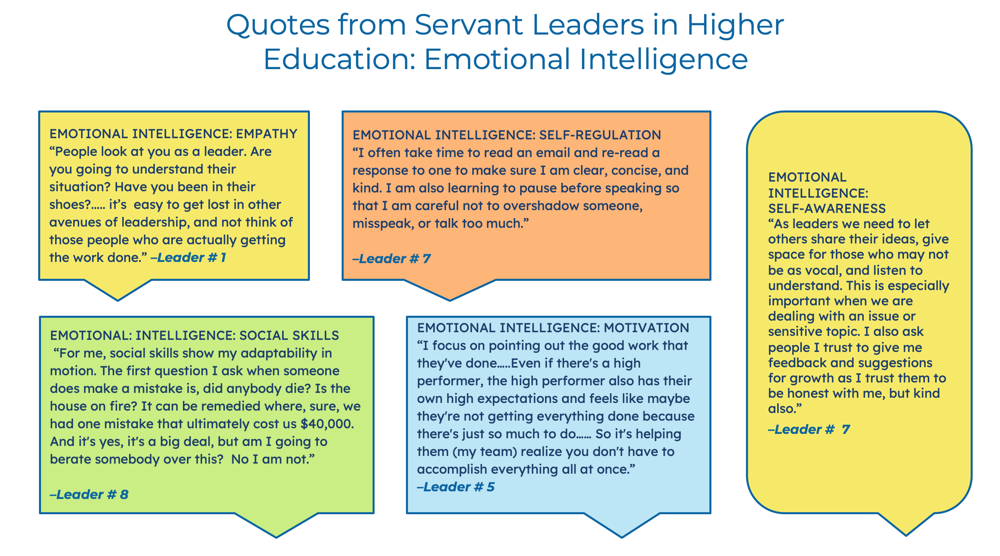 Quotes from Servant Leaders in Higher
Education: Emotional Intelligence
EMOTIONAL INTELLIGENCE: EMPATHY
“People look at you as a leader. Are
you going to understand their
situation? Have you been in their
shoes?..... it’s  easy to get lost in other
avenues of leadership, and not think of
those people who are actually getting
the work done.” –Leader # 1
EMOTIONAL INTELLIGENCE: SELF-REGULATION
“I often take time to read an email and re-read a
response to one to make sure I am clear, concise, and
kind. I am also learning to pause before speaking so
that I am careful not to overshadow someone,
misspeak, or talk too much.”
–Leader # 7
EMOTIONAL: INTELLIGENCE: SOCIAL SKILLS
“For me, social skills show my adaptability in
motion. The first question I ask when someone
does make a mistake is, did anybody die? Is the
house on fire? It can be remedied where, sure, we
had one mistake that ultimately cost us $40,000.
And it's yes, it's a big deal, but am I going to
berate somebody over this?  No I am not.”
–Leader # 8
EMOTIONAL INTELLIGENCE: MOTIVATION
“I focus on pointing out the good work that
they've done.....Even if there's a high
performer, the high performer also has their
own high expectations and feels like maybe
they're not getting everything done because
there's just so much to do...... So it's helping
them (my team) realize you don't have to
accomplish everything all at once.”
–Leader # 5
EMOTIONAL
INTELLIGENCE:
SELF-AWARENESS
“As leaders we need to let
others share their ideas, give
space for those who may not
be as vocal, and listen to
understand. This is especially
important when we are
dealing with an issue or
sensitive topic. I also ask
people I trust to give me
feedback and suggestions
for growth as I trust them to
be honest with me, but kind
also.”
–Leader #  7